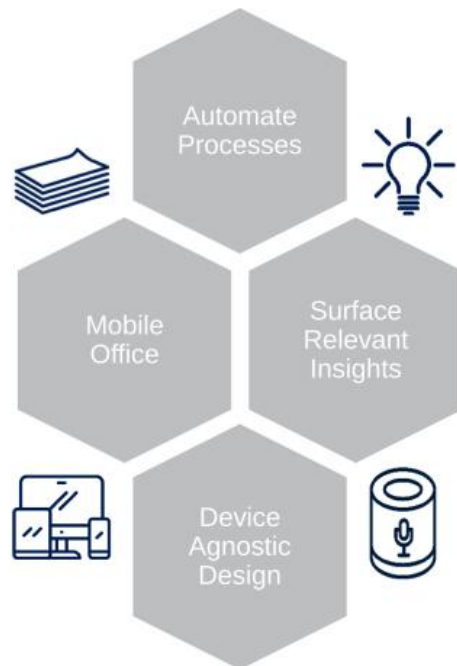 Automate
Processes
Mobile
Office
Surface
Relevant
Insights
Device
Agnostic
Design